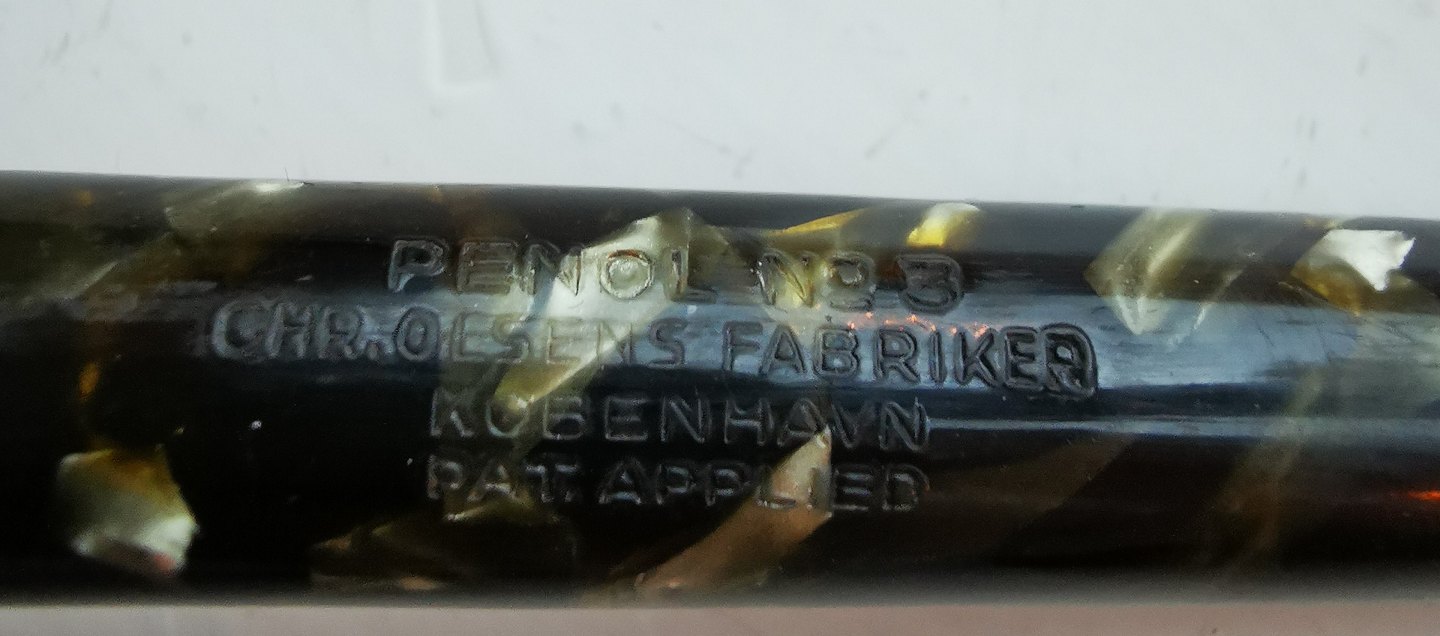 PENOL No 3
CHR. OLSENS FABRIKER
KØBENHAVN
PAT. APPLIED